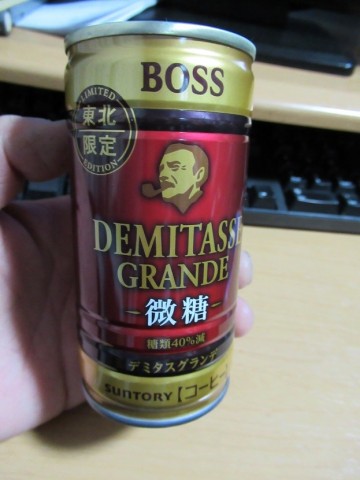 BOSS
LIMITED
東北
限定
EDITION
DEMITASSE
GRANDE
微糖
糖類40%減
デミタスグランデ
SUNTORY【コーヒー